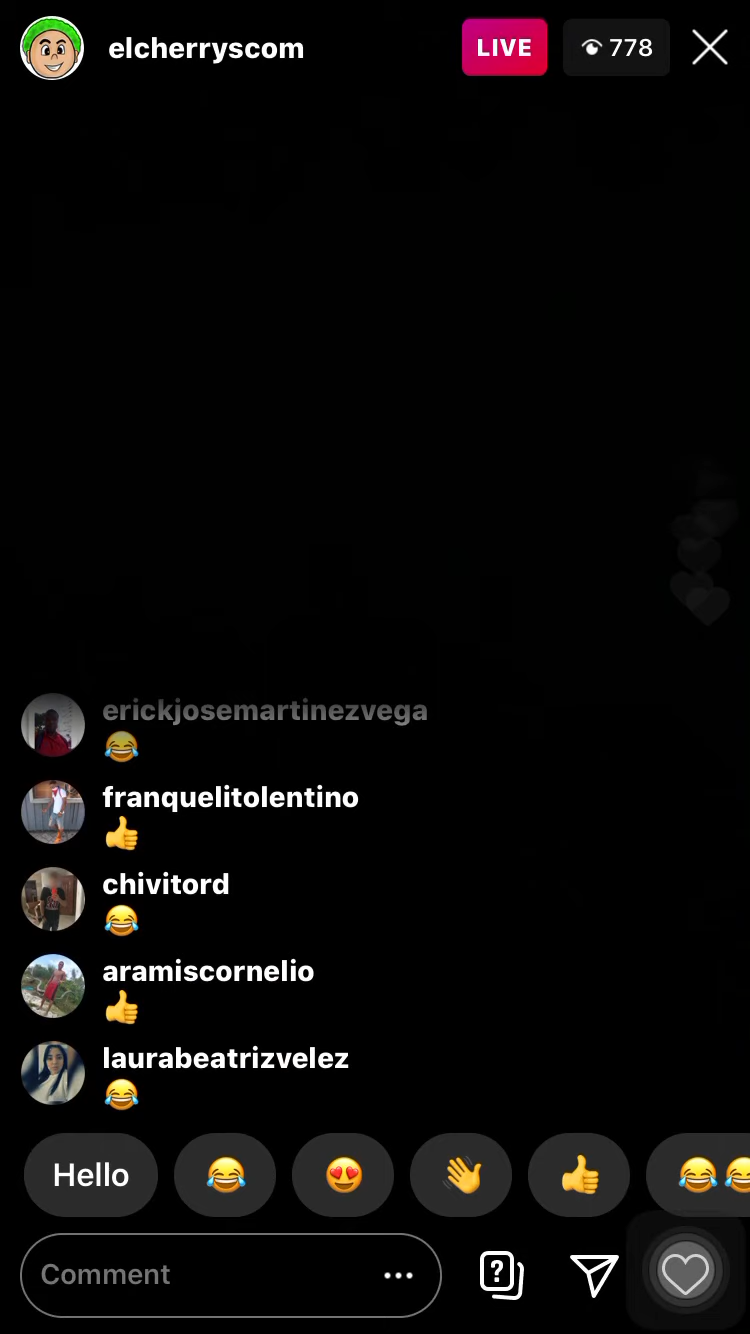 elcherryscom
LIVE
778
erickjosemartinezvega
😂
franquelitolentino
👍
chivitord
😂
aramiscornelio
👍
laurabeatrizvelez
😂
Hello 😂 😍 👋 👍 😂😂
Comment